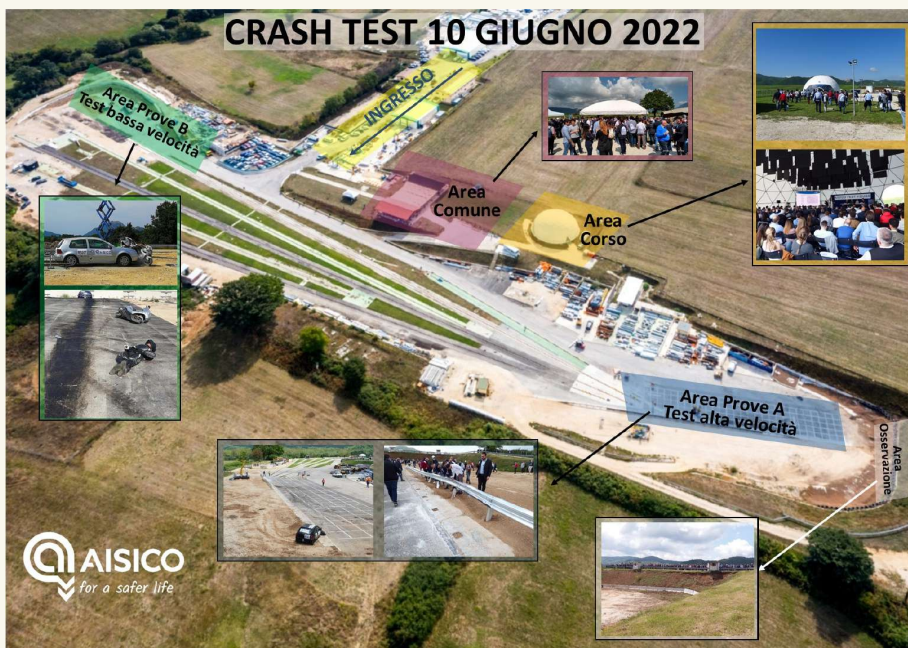 CRASH TEST 10 GIUGNO 2022
INGRESSO
Area Prove B
Test bassa velocità
Area
Comune
Area
Corso
Area Prove A
Test alta velocità
Area
Osservazione
AISICO
for a safer life